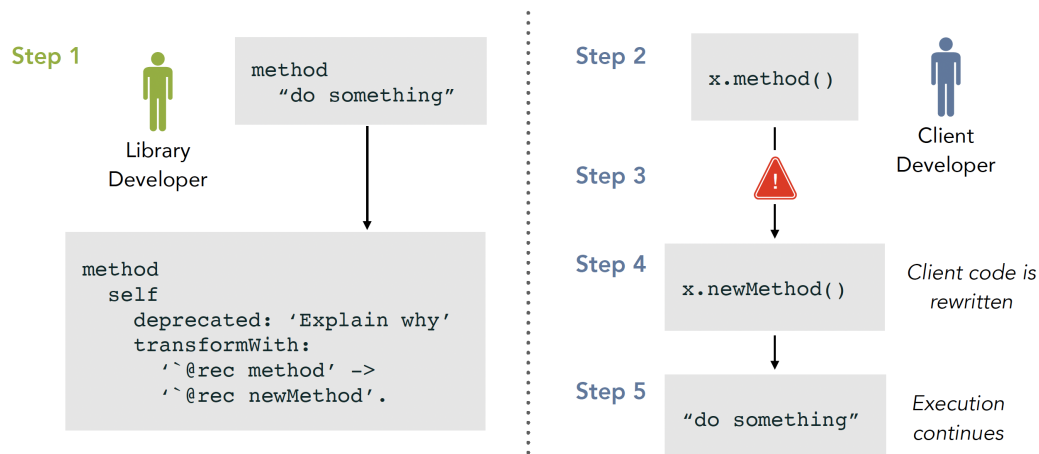 Step 1
method
“do something”
Library
Developer
method
self
deprecated: ‘Explain why’
transformWith:
‘`@rec method’ ->
‘`@rec newMethod’.
Step 2
x.method()
Client
Developer
Step 3
!
Step 4
x.newMethod()
Client code is
rewritten
Step 5
“do something”
Execution
continues